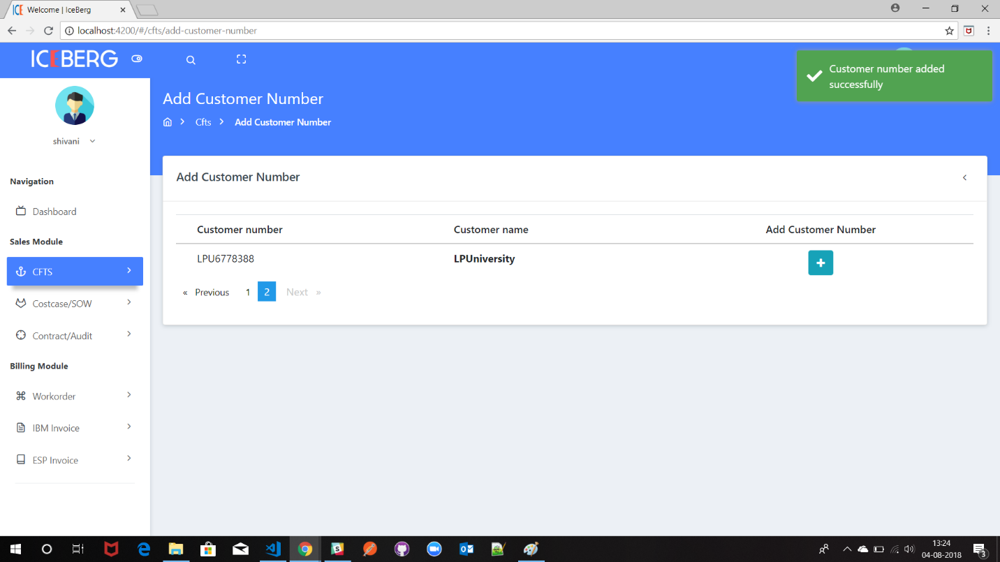 Welcome | IceBerg
localhost:4200/#/cfts/add-customer-number
ICEBERG
Customer number added
successfully
Add Customer Number
Cfts
Add Customer Number
shivani
Navigation
Dashboard
Sales Module
CFTS
Costcase/SOW
Contract/Audit
Billing Module
Workorder
IBM Invoice
ESP Invoice
Add Customer Number
Customer number Customer name Add Customer Number
LPU6778388 LPUniversity
« Previous 1 2 Next »
13:24
04-08-2018
3